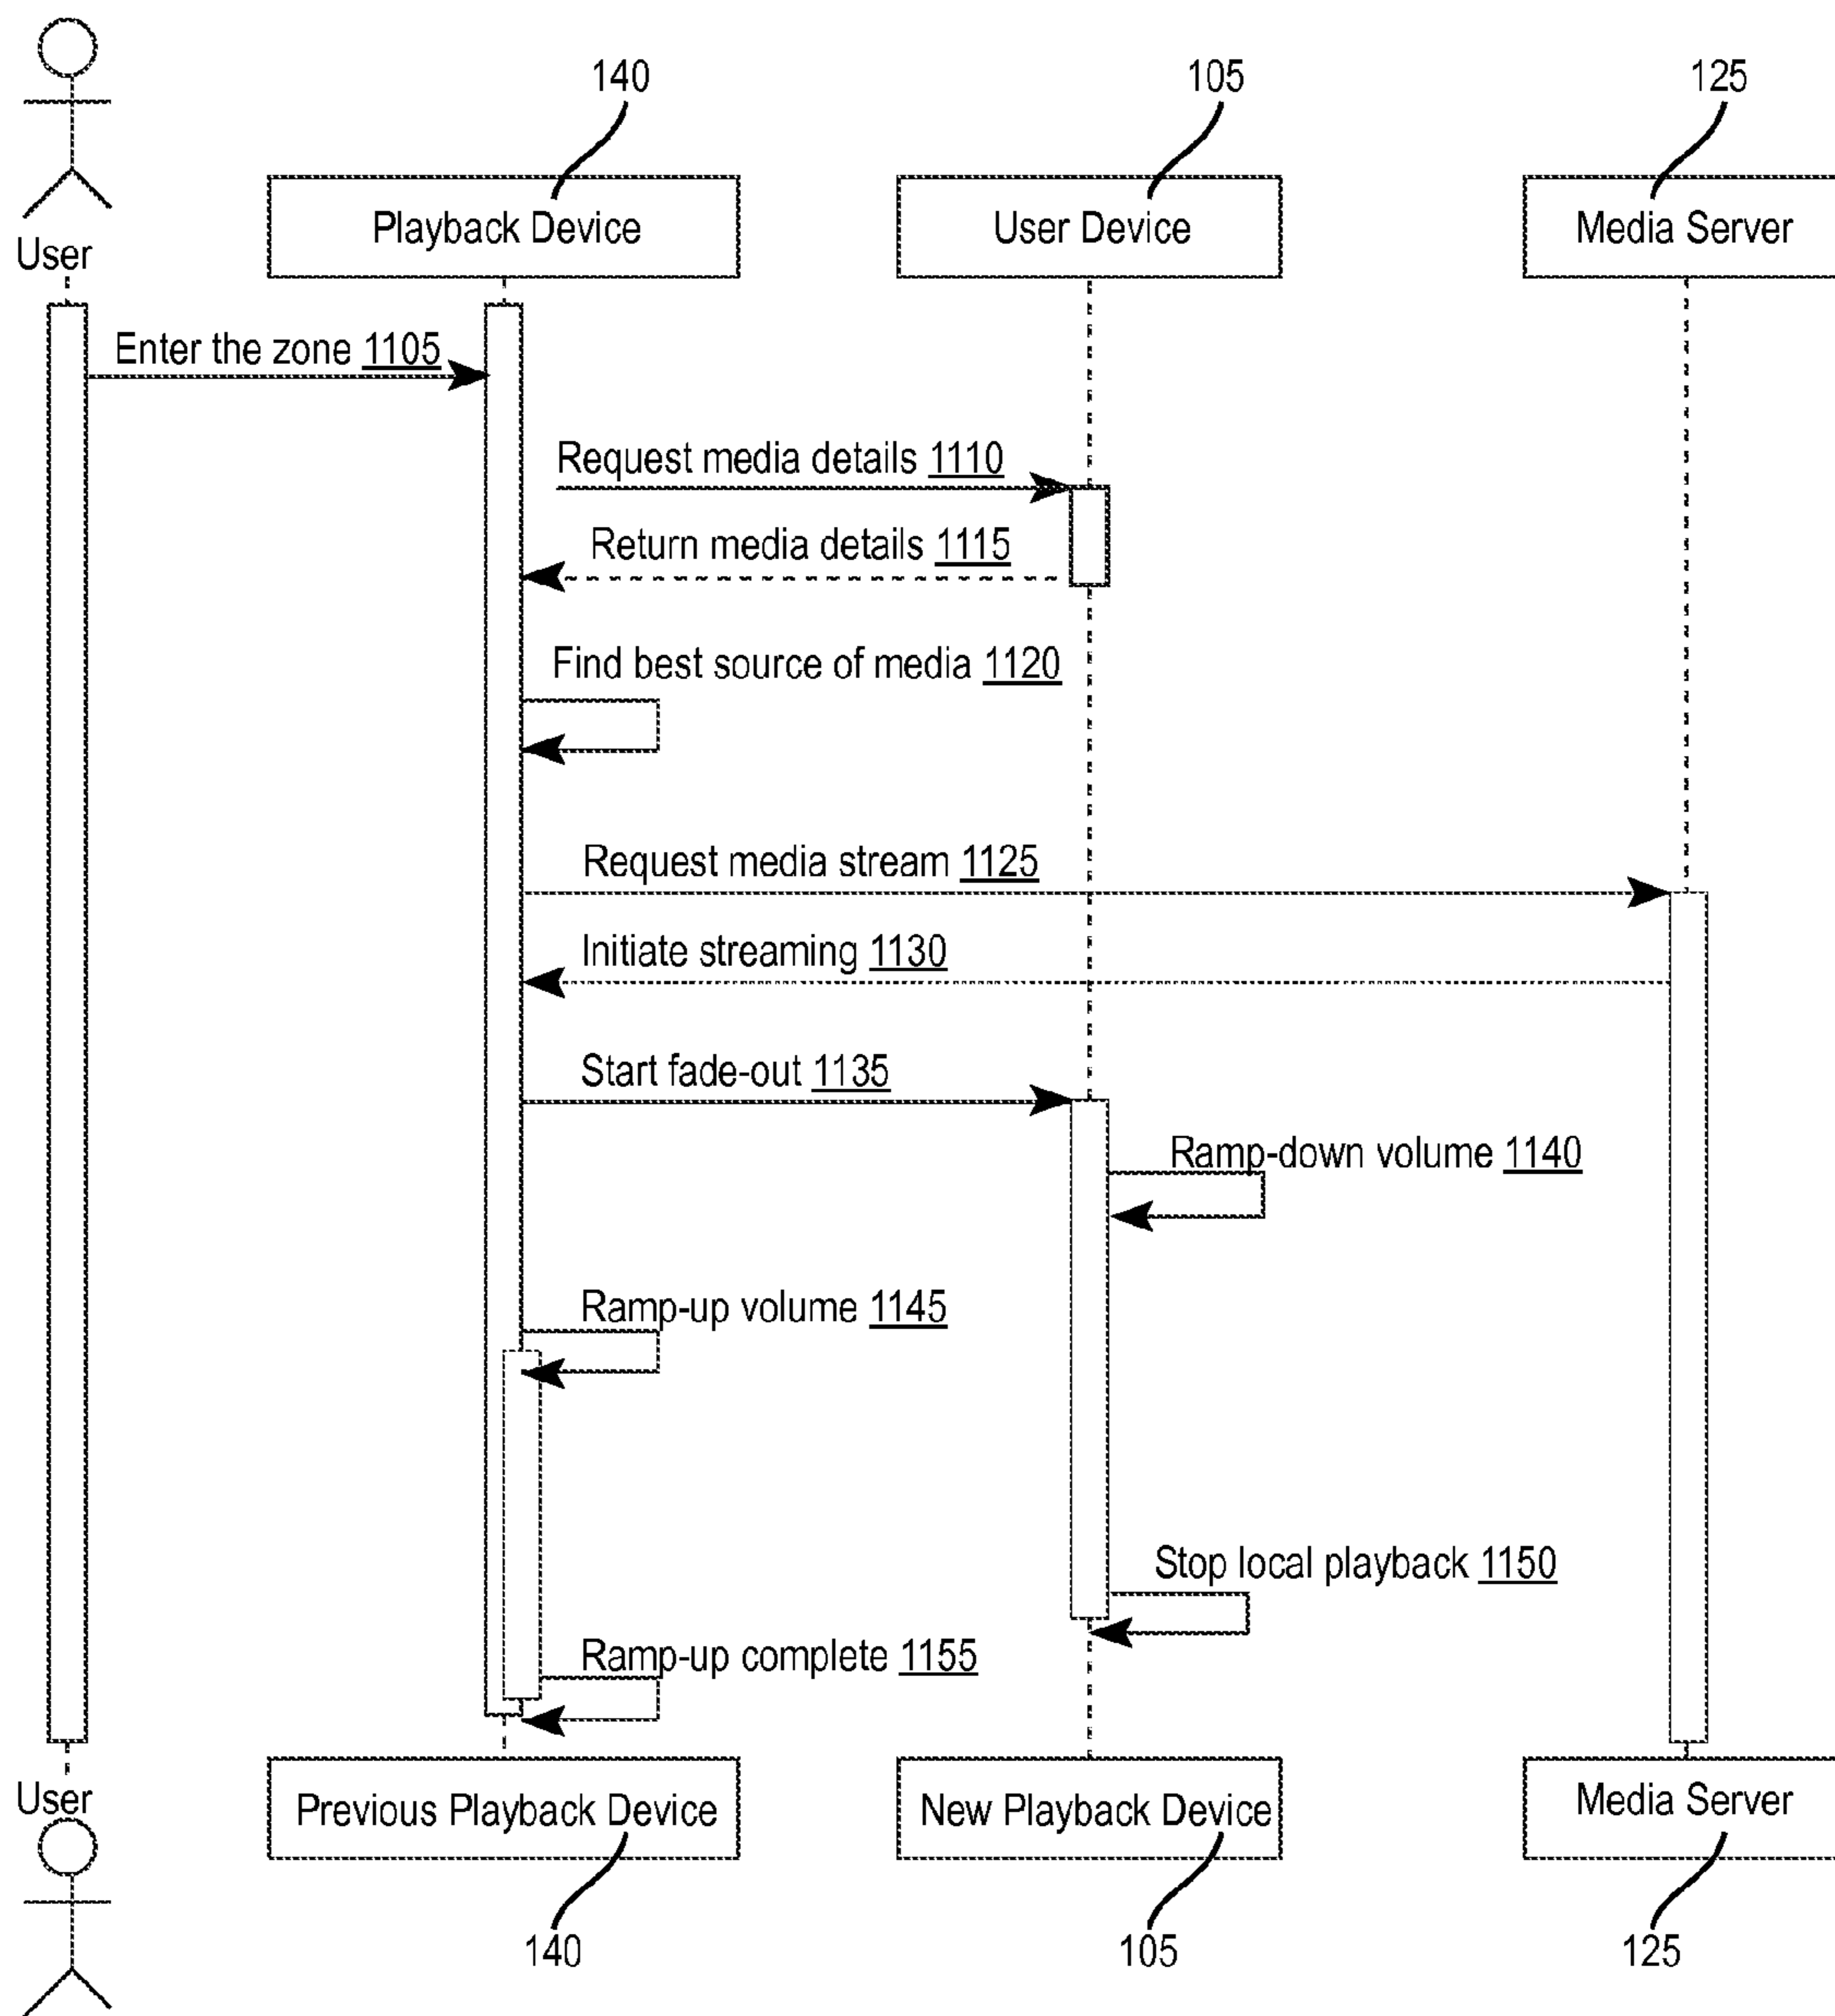 140
105
125
Playback Device
User Device
Media Server
User
Enter the zone 1105
Request media details 1110
Return media details 1115
Find best source of media 1120
Request media stream 1125
Initiate streaming 1130
Start fade-out 1135
Ramp-down volume 1140
Ramp-up volume 1145
Stop local playback 1150
Ramp-up complete 1155
User
Previous Playback Device
New Playback Device
Media Server
140
105
125